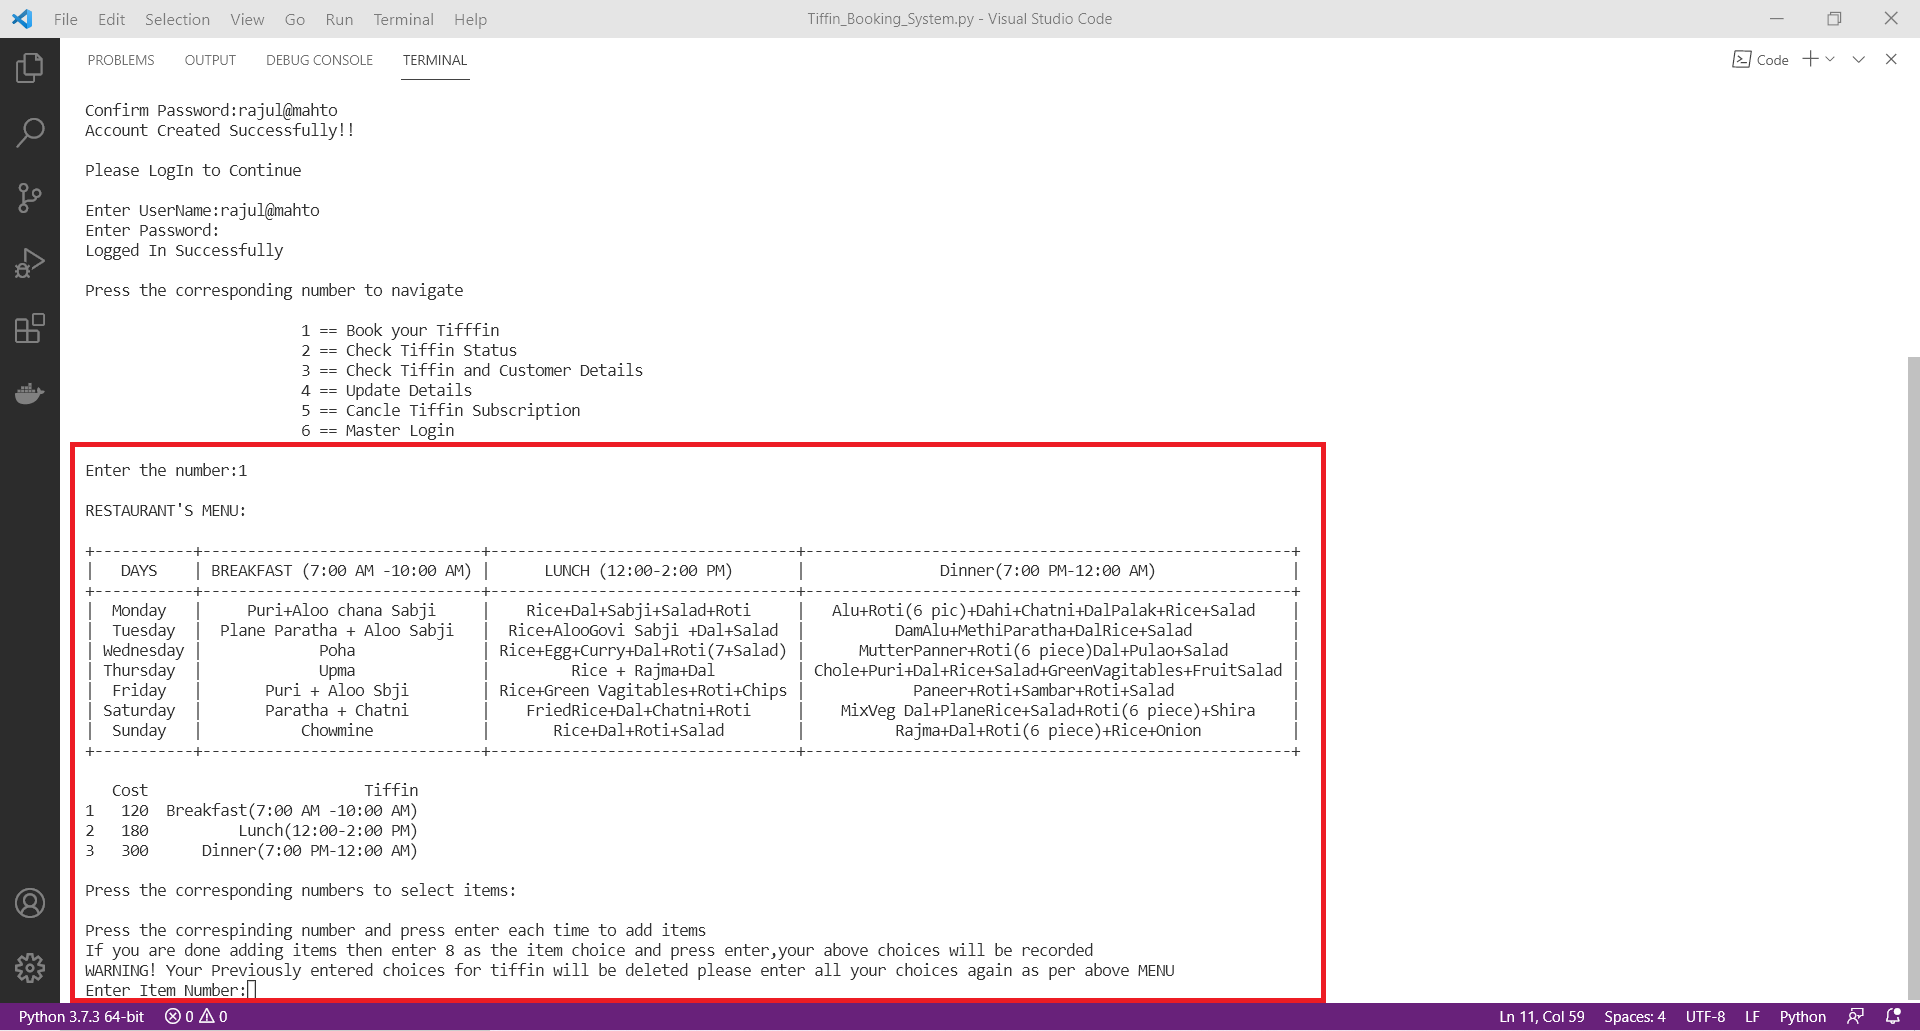 File Edit Selection View Go Run Terminal Help Tiffin_Booking_System.py - Visual Studio Code
PROBLEMS OUTPUT DEBUG CONSOLE TERMINAL Code
Confirm Password:rajul@mahto
Account Created Successfully!!
Please LogIn to Continue
Enter UserName:rajul@mahto
Enter Password:
Logged In Successfully
Press the corresponding number to navigate
1 == Book your Tifffin
2 == Check Tiffin Status
3 == Check Tiffin and Customer Details
4 == Update Details
5 == Cancle Tiffin Subscription
6 == Master Login
Enter the number:1
RESTAURANT'S MENU:
+-----------+-------------------------------+----------------------------------+------------------------------------------------------+
| DAYS | BREAKFAST (7:00 AM -10:00 AM) | LUNCH (12:00-2:00 PM) | Dinner(7:00 PM-12:00 AM) |
+-----------+-------------------------------+----------------------------------+------------------------------------------------------+
| Monday | Puri+Aloo chana Sabji | Rice+Dal+Sabji+Salad+Roti | Alu+Roti(6 pic)+Dahi+Chatni+DalPalak+Rice+Salad |
| Tuesday | Plane Paratha + Aloo Sabji | Rice+AlooGovi Sabji +Dal+Salad | DamAlu+MethiParatha+DalRice+Salad |
| Wednesday | Poha | Rice+Egg+Curry+Dal+Roti(7+Salad) | MutterPanner+Roti(6 piece)Dal+Pulao+Salad |
| Thursday | Upma | Rice + Rajma+Dal | Chole+Puri+Dal+Rice+Salad+GreenVagitables+FruitSalad |
| Friday | Puri + Aloo Sbji | Rice+Green Vagitables+Roti+Chips | Paneer+Roti+Sambar+Roti+Salad |
| Saturday | Paratha + Chatni | FriedRice+Dal+Chatni+Roti | MixVeg Dal+PlaneRice+Salad+Roti(6 piece)+Shira |
| Sunday | Chowmine | Rice+Dal+Roti+Salad | Rajma+Dal+Roti(6 piece)+Rice+Onion |
+-----------+-------------------------------+----------------------------------+------------------------------------------------------+
Cost Tiffin
1 120 Breakfast(7:00 AM -10:00 AM)
2 180 Lunch(12:00-2:00 PM)
3 300 Dinner(7:00 PM-12:00 AM)
Press the corresponding numbers to select items:
Press the correspinding number and press enter each time to add items
If you are done adding items then enter 8 as the item choice and press enter,your above choices will be recorded
WARNING! Your Previously entered choices for tiffin will be deleted please enter all your choices again as per above MENU
Enter Item Number:
Python 3.7.3 64-bit 0 0 Ln 11, Col 59 Spaces: 4 UTF-8 LF Python